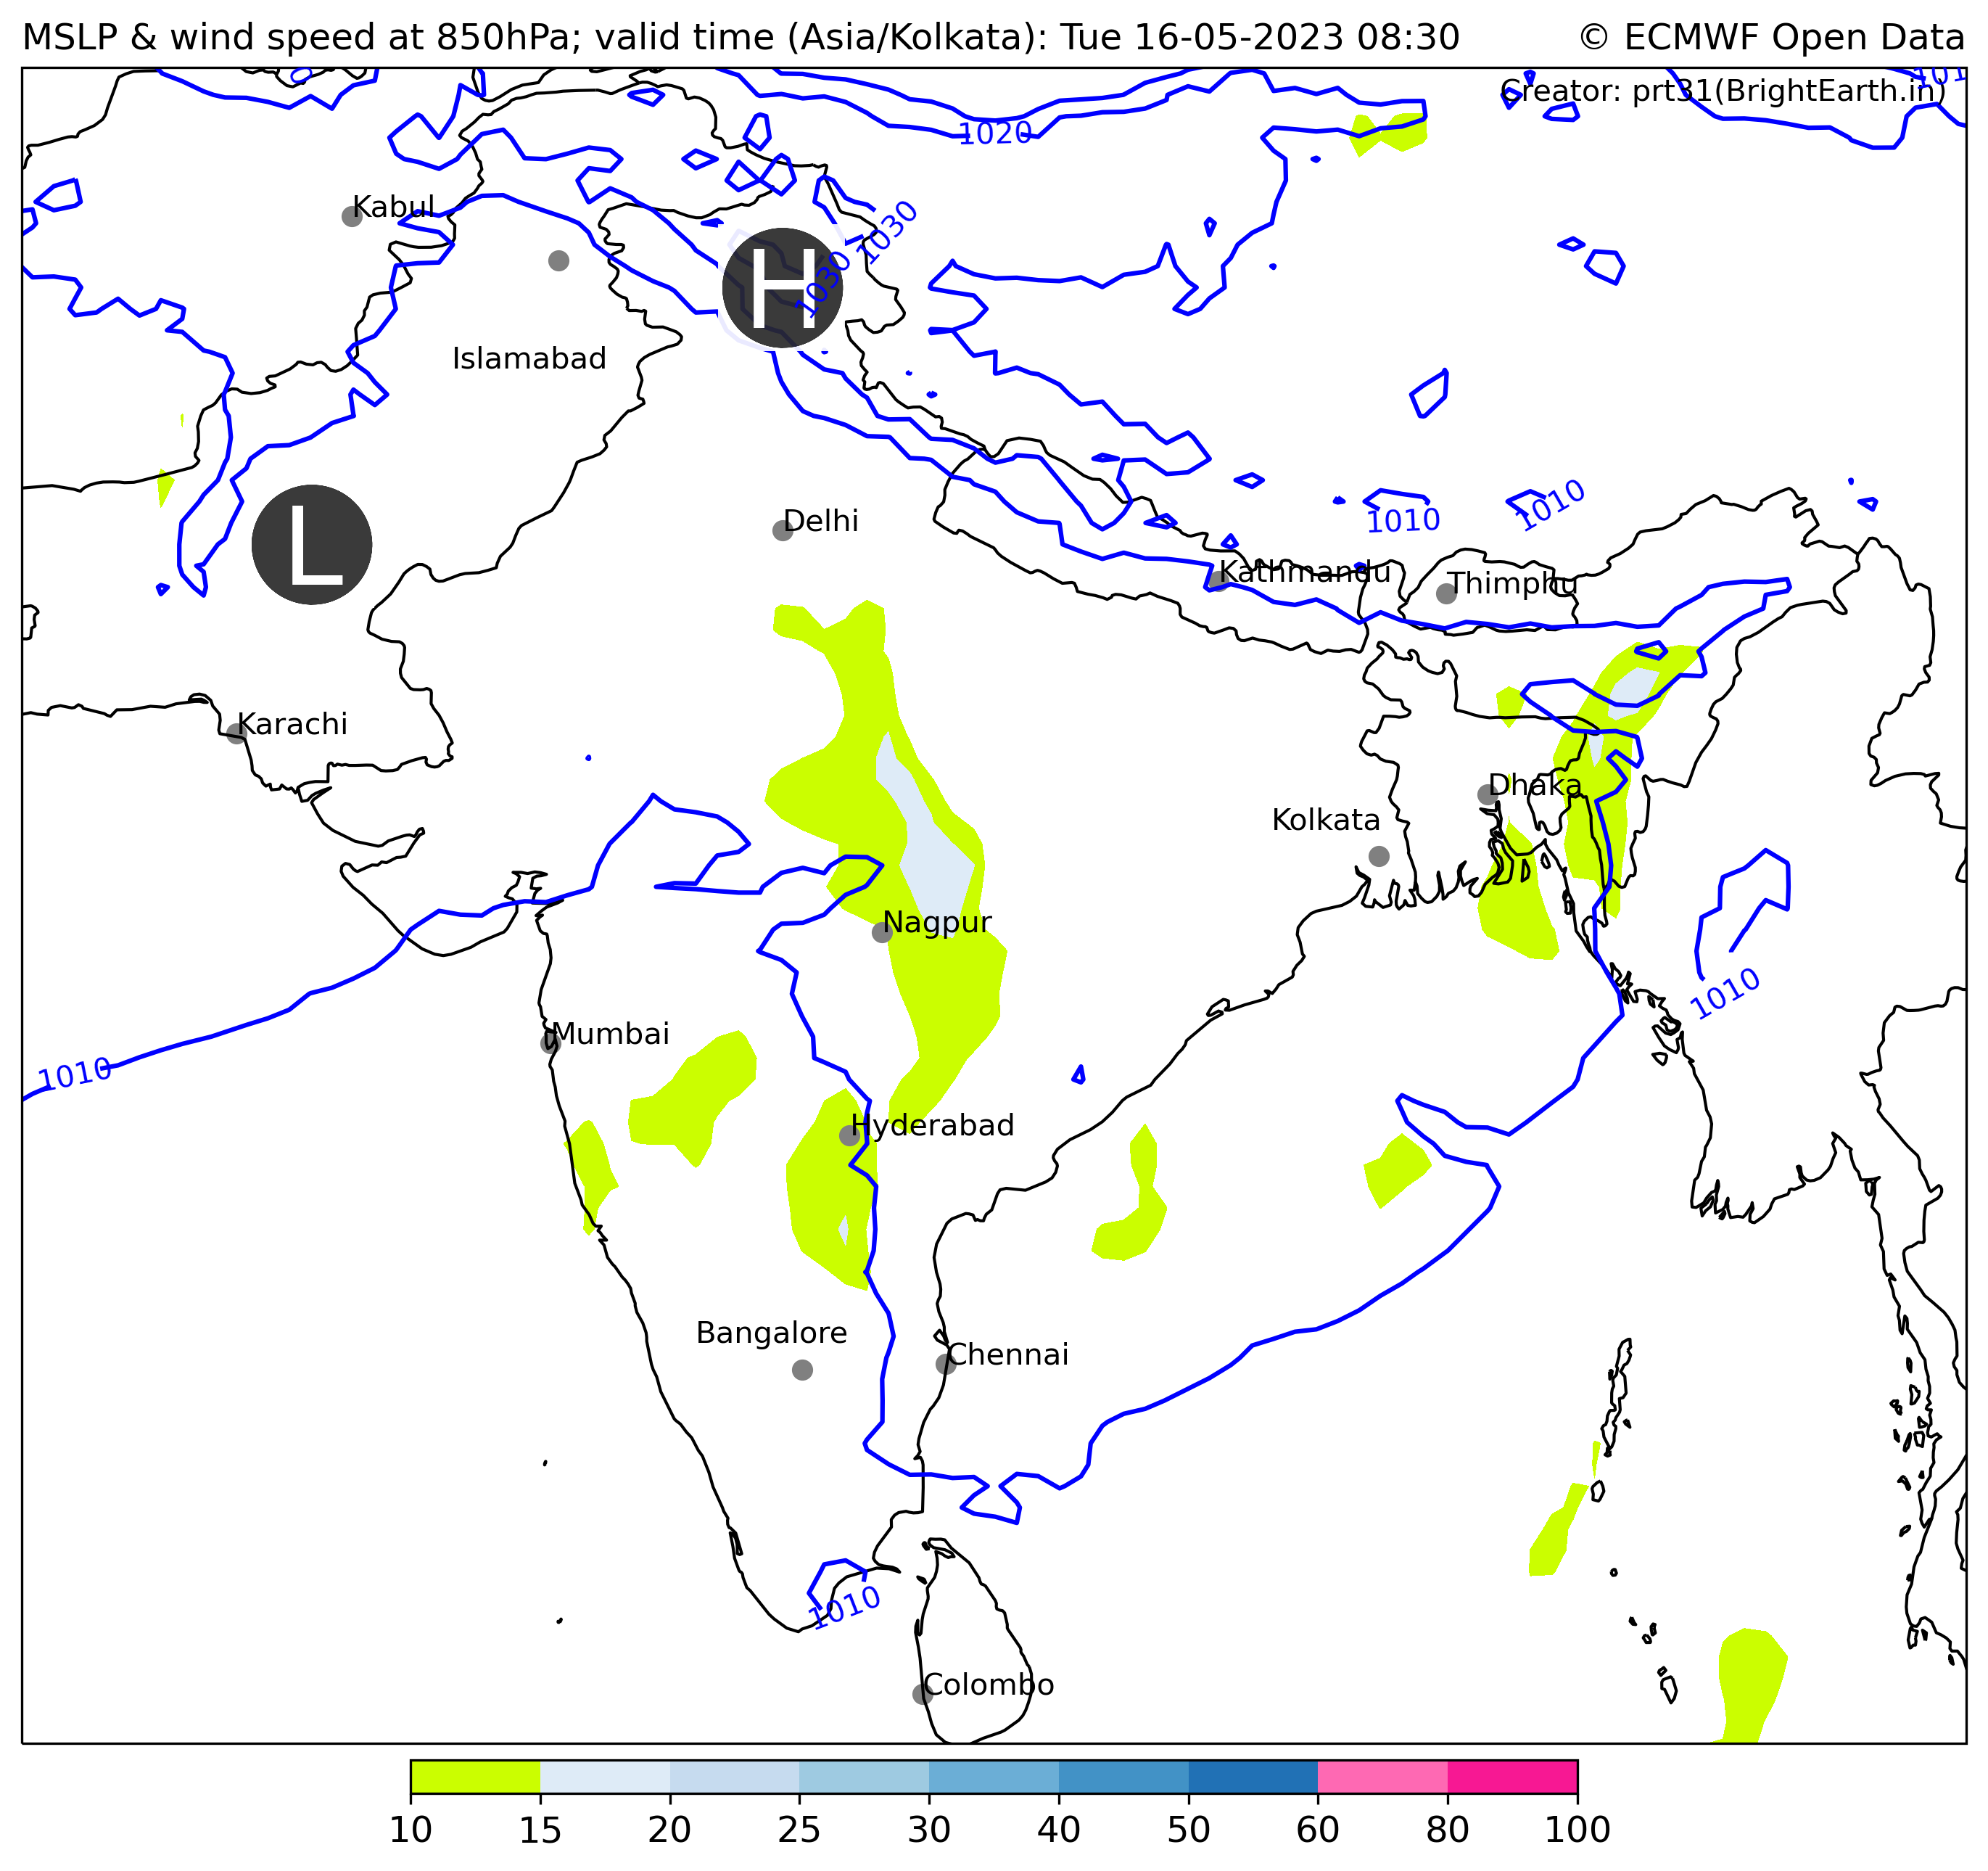 MSLP & wind speed at 850hPa; valid time (Asia/Kolkata): Tue 16-05-2023 08:30
© ECMWF Open Data
Creator: prt31(BrightEarth.in)
1020
Kabul
1030
H
1030
Islamabad
L
Delhi
1010
1010
Kathmandu
Thimphu
Karachi
Dhaka
Kolkata
Nagpur
1010
Mumbai
1010
Hyderabad
Bangalore
Chennai
1010
Colombo
10 15 20 25 30 40 50 60 80 100